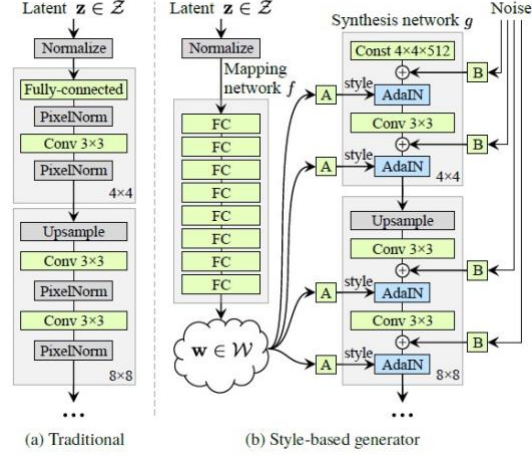 Latent z ∈ Z
Normalize
Fully-connected
PixelNorm
Conv 3×3
PixelNorm
4×4
Upsample
Conv 3×3
PixelNorm
Conv 3×3
PixelNorm
8×8
...
(a) Traditional
Latent z ∈ Z
Normalize
Mapping
network f
FC
FC
FC
FC
FC
FC
FC
FC
w ∈ W
Noise
Synthesis network g
Const 4×4×512
B
A
style
AdaIN
Conv 3×3
B
A
style
AdaIN
4×4
Upsample
Conv 3×3
B
A
style
AdaIN
Conv 3×3
B
A
style
AdaIN
8×8
...
(b) Style-based generator